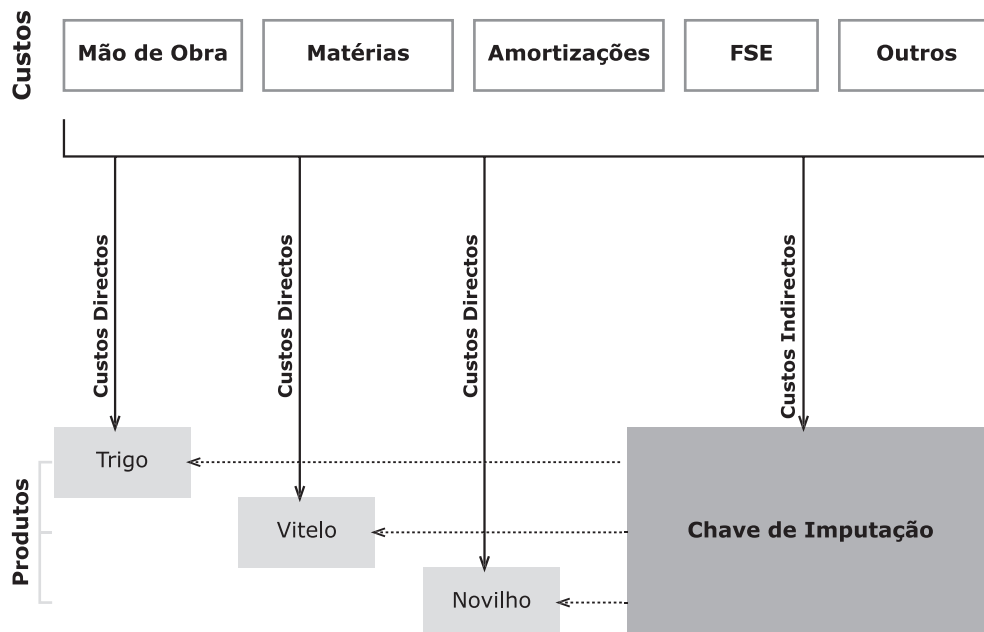 Custos
Mão de Obra
Matérias
Amortizações
FSE
Outros
Custos Directos
Custos Directos
Custos Directos
Custos Indirectos
Produtos
Trigo
Vitelo
Novilho
Chave de Imputação